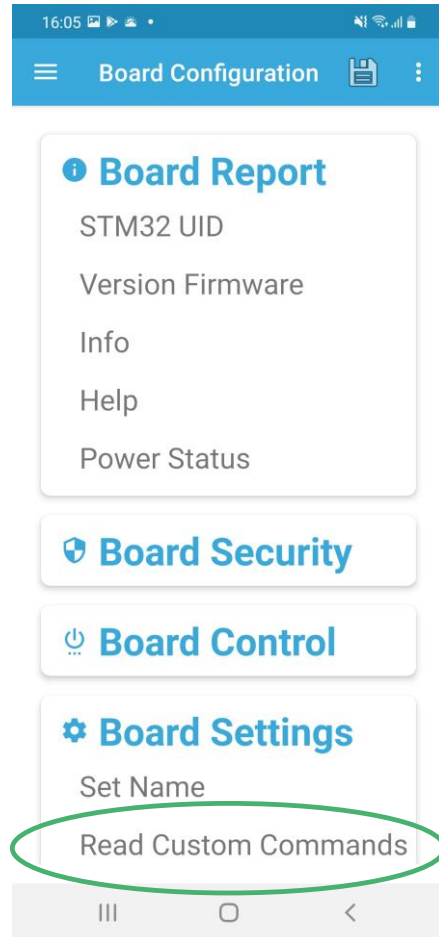 16:05
Board Configuration
Board Report
STM32 UID
Version Firmware
Info
Help
Power Status
Board Security
Board Control
Board Settings
Set Name
Read Custom Commands